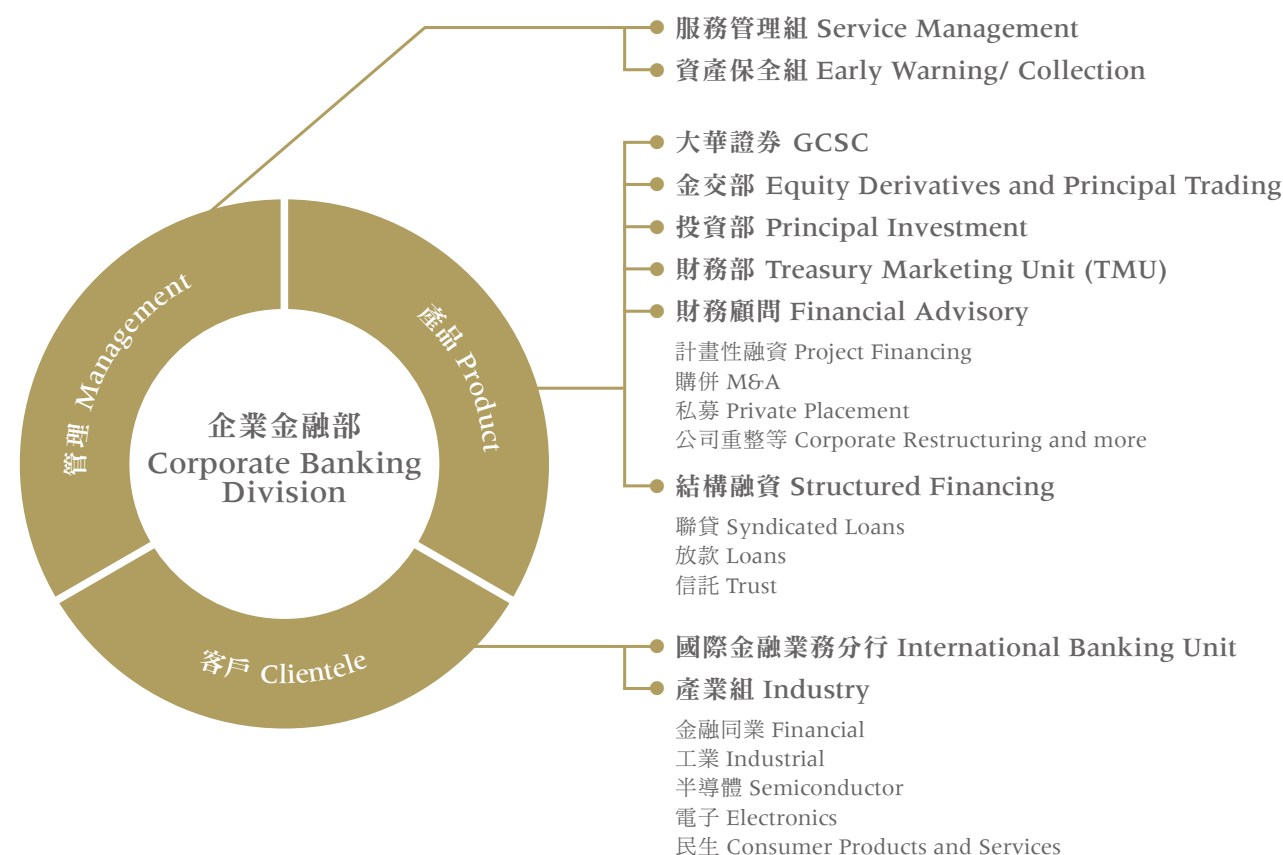 服務管理組 Service Management
資產保全組 Early Warning/ Collection
大華證券 GCSC
金交部 Equity Derivatives and Principal Trading
投資部 Principal Investment
財務部 Treasury Marketing Unit (TMU)
財務顧問 Financial Advisory
計畫性融資 Project Financing
購併 M&A
私募 Private Placement
公司重整等 Corporate Restructuring and more
結構融資 Structured Financing
聯貸 Syndicated Loans
放款 Loans
信託 Trust
國際金融業務分行 International Banking Unit
產業組 Industry
金融同業 Financial
工業 Industrial
半導體 Semiconductor
電子 Electronics
民生 Consumer Products and Services
管理 Management
產品 Product
客戶 Clientele
企業金融部
Corporate Banking
Division